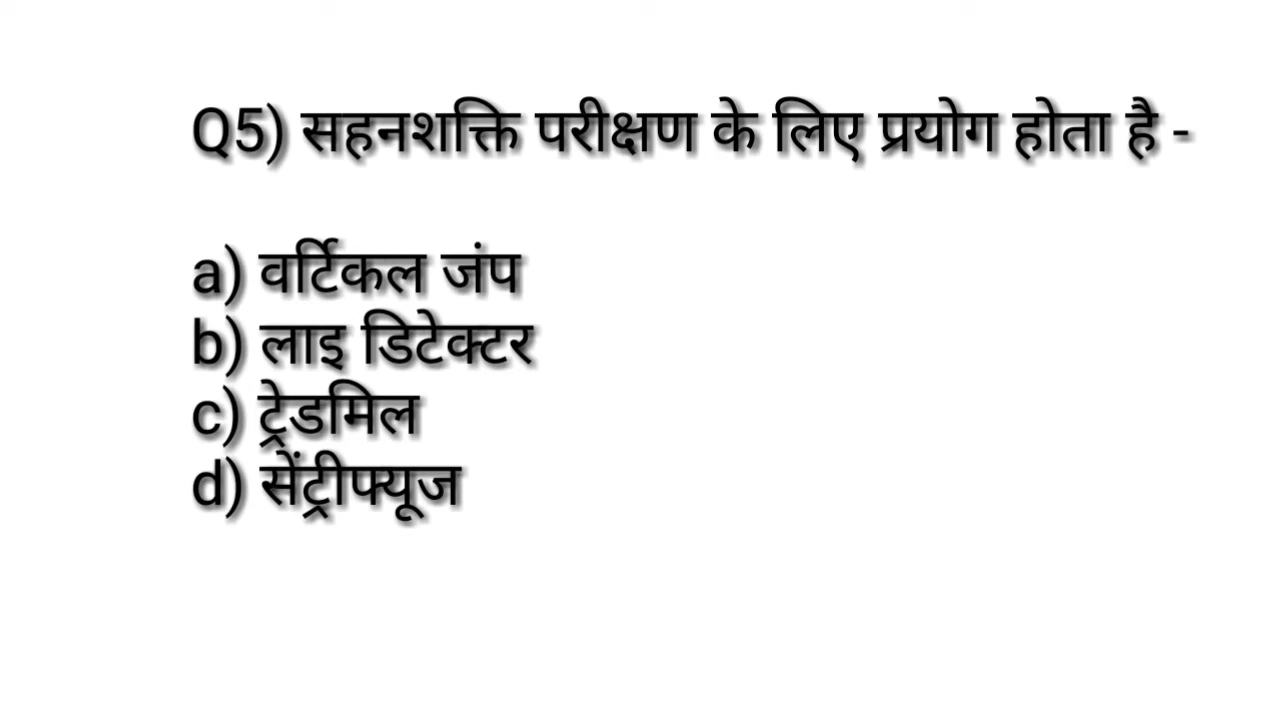 Q5) सहनशक्ति परीक्षण के लिए प्रयोग होता है -
a) वर्टिकल जंप
b) लाइ डिटेक्टर
c) ट्रेडमिल
d) सेंट्रीफ्यूज